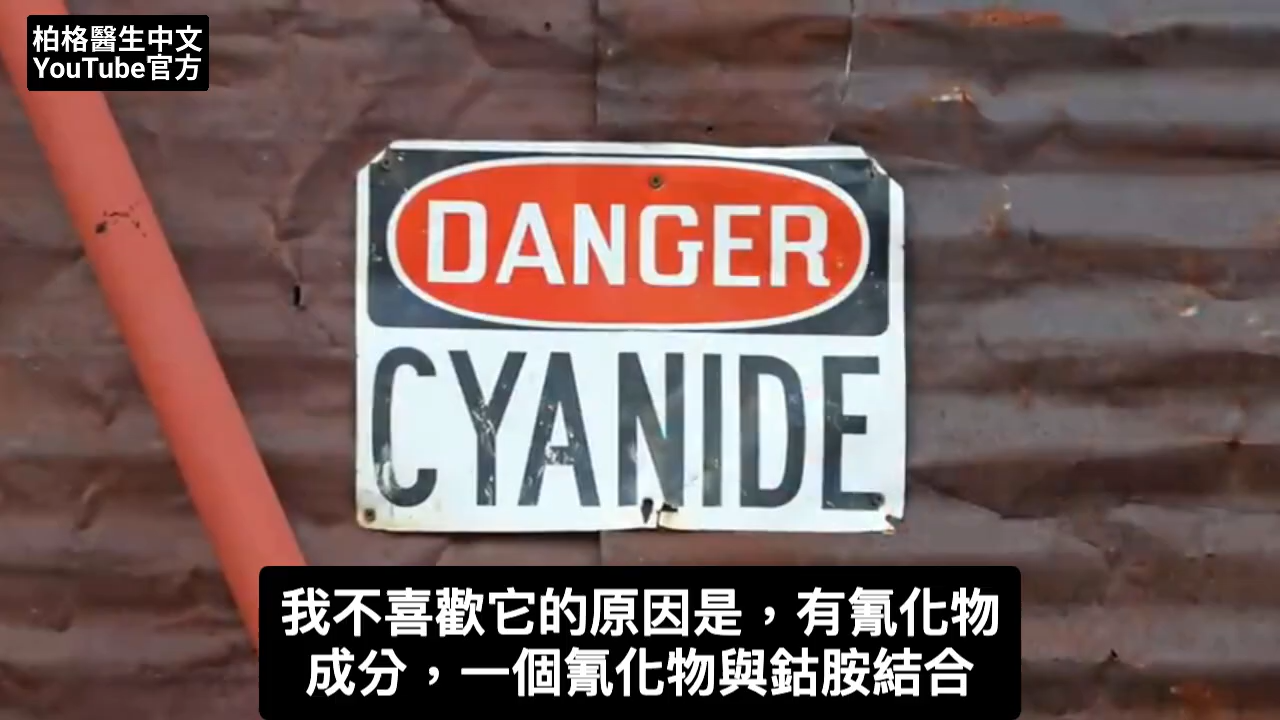 柏格醫生中文
YouTube官方
DANGER
CYANIDE
我不喜歡它的原因是，有氰化物
成分，一個氰化物與鈷胺結合